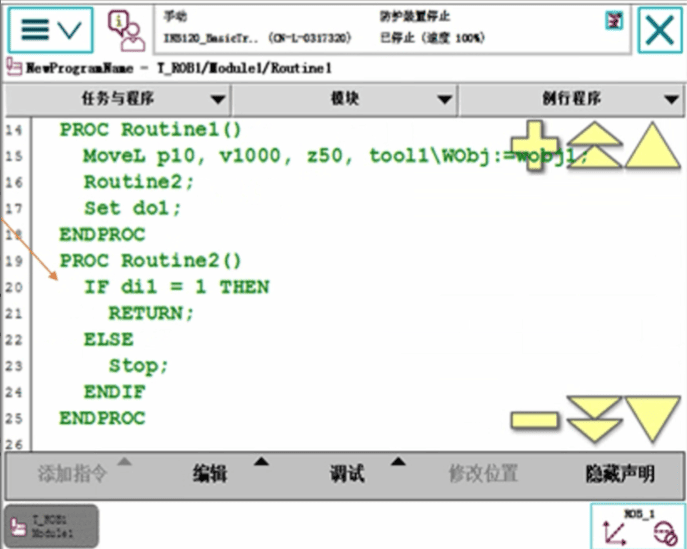 手动
防护装置停止
IRB120_BasicTr.. (CN-L-0317320)
已停止 (速度 100%)
NewProgramName - T_ROB1/Module1/Routine1
任务与程序
模块
例行程序
14 PROC Routine1()
15 MoveL p10, v1000, z50, tool1\WObj:=wobj1;
16 Routine2;
17 Set do1;
18 ENDPROC
19 PROC Routine2()
20 IF di1 = 1 THEN
21 RETURN;
22 ELSE
23 Stop;
24 ENDIF
25 ENDPROC
26
添加指令
编辑
调试
修改位置
隐藏声明
T_ROB1
Module1
ROB_1